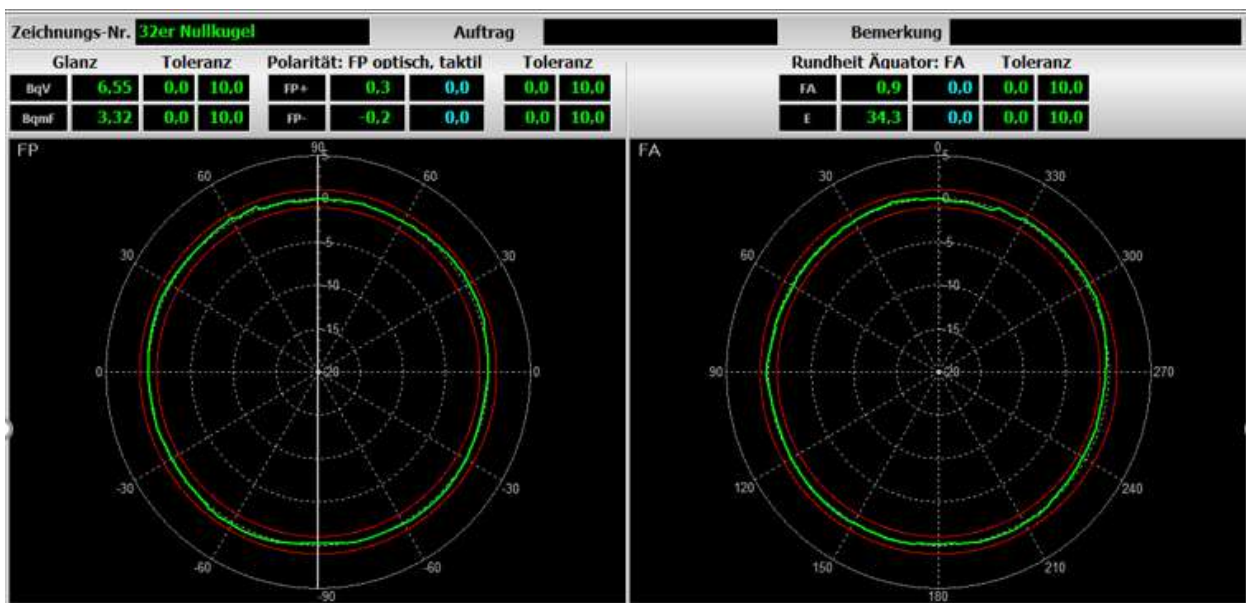 Zeichnungs-Nr. 32er Nullkugel Auftrag Bemerkung
Glanz Toleranz Polarität: FP optisch, taktil Toleranz Rundheit Äquator: FA Toleranz
BqV 6,55 0,0 10,0 FP+ 0,3 0,0 0,0 10,0 FA 0,9 0,0 0,0 10,0
BqmF 3,32 0,0 10,0 FP- -0,2 0,0 0,0 10,0 E 34,3 0,0 0,0 10,0
FP 90 5 FA 0 5
60 60 30 330
0 0
30 -5 30 60 -5 300
-10 -10
-15 -15
0 -20 0 90 -20 270
-30 -30 120 240
-60 -60 150 210
-90 180